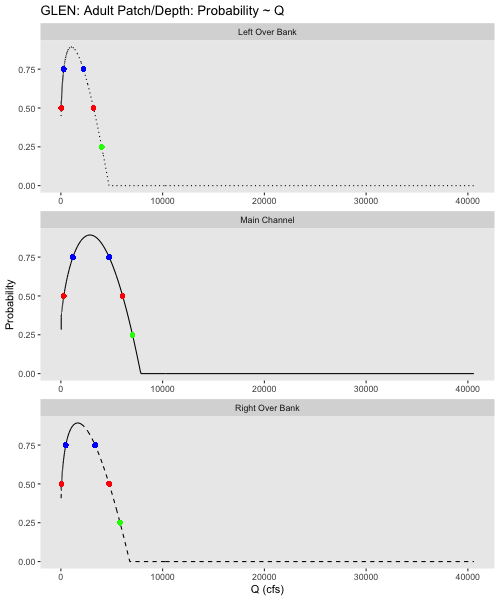 GLEN: Adult Patch/Depth: Probability ~ Q
Left Over Bank
0.75
0.50
0.25
0.00
0 10000 20000 30000 40000
Main Channel
0.75
0.50
0.25
0.00
0 10000 20000 30000 40000
Probability
Right Over Bank
0.75
0.50
0.25
0.00
0 10000 20000 30000 40000
Q (cfs)